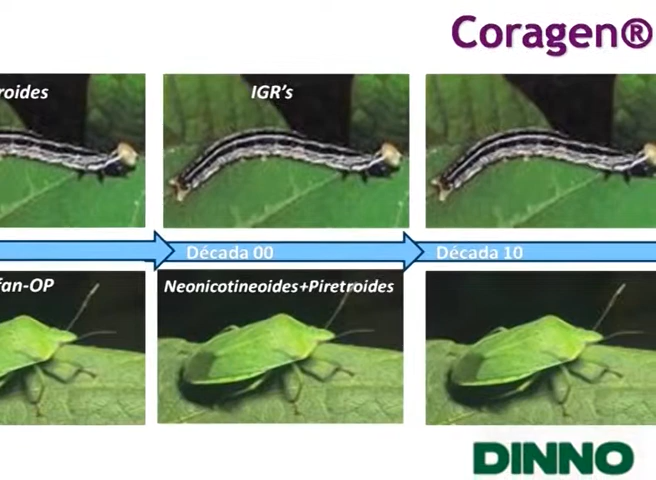 Coragen®
roides
IGR's
Década 00
Década 10
fan-OP
Neonicotineoides+Piretroides
DINNO